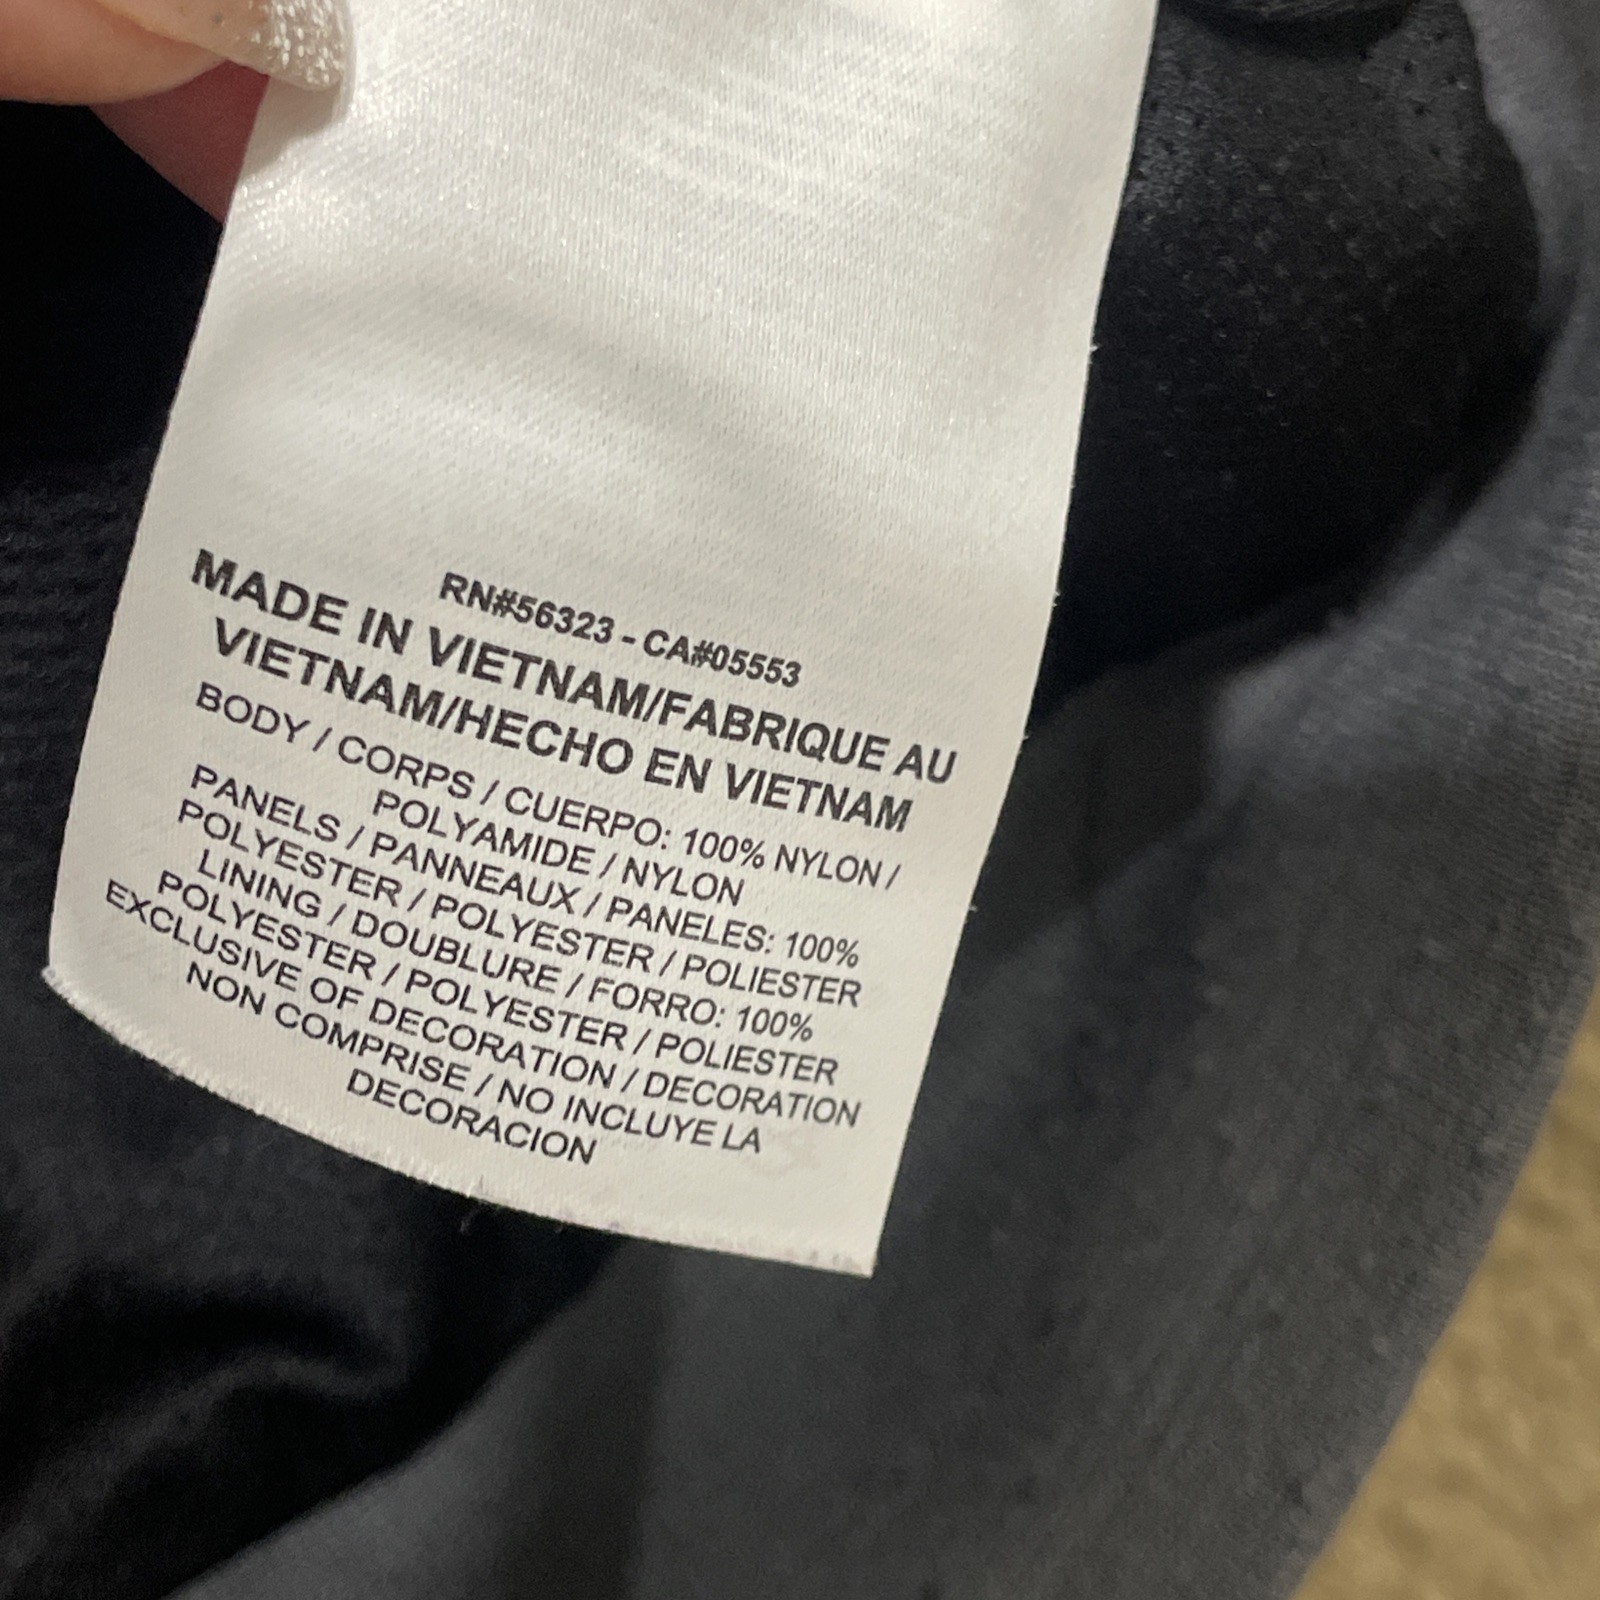 RN#56323 - CA#05553
MADE IN VIETNAM/FABRIQUE AU
VIETNAM/HECHO EN VIETNAM
BODY / CORPS / CUERPO: 100% NYLON /
POLYAMIDE / NYLON
PANELS / PANNEAUX / PANELES: 100%
POLYESTER / POLYESTER / POLIESTER
LINING / DOUBLURE / FORRO: 100%
POLYESTER / POLYESTER / POLIESTER
EXCLUSIVE OF DECORATION / DECORATION
NON COMPRISE / NO INCLUYE LA
DECORACION